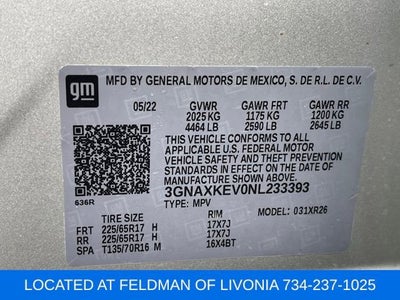 gm
MFD BY GENERAL MOTORS DE MEXICO, S. DE R.L. DE C.V.
05/22 GVWR GAWR FRT GAWR RR
2025 KG 1175 KG 1200 KG
4464 LB 2590 LB 2645 LB
THIS VEHICLE CONFORMS TO ALL
APPLICABLE U.S. FEDERAL MOTOR
VEHICLE SAFETY, BUMPER, AND THEFT
PREVENTION STANDARDS IN EFFECT ON
THE DATE OF MANUFACTURE SHOWN ABOVE.
3GNAXKEV0NL233393
636R TYPE: MPV MODEL: 031XR26
TIRE SIZE RIM
FRT 225/65R17 H 17X7J
RR 225/65R17 H 17X7J
SPA T135/70R16 M 16X4BT
LOCATED AT FELDMAN OF LIVONIA 734-237-1025